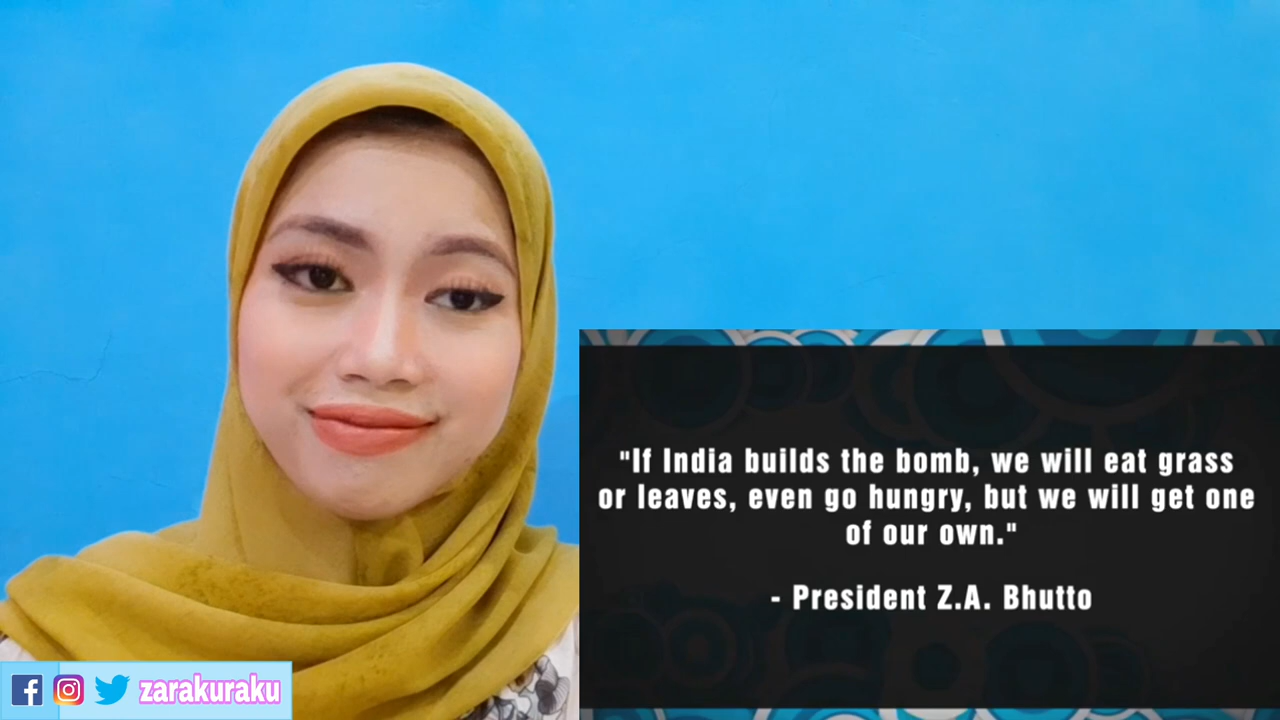 "If India builds the bomb, we will eat grass
or leaves, even go hungry, but we will get one
of our own."
- President Z.A. Bhutto
zarakuraku